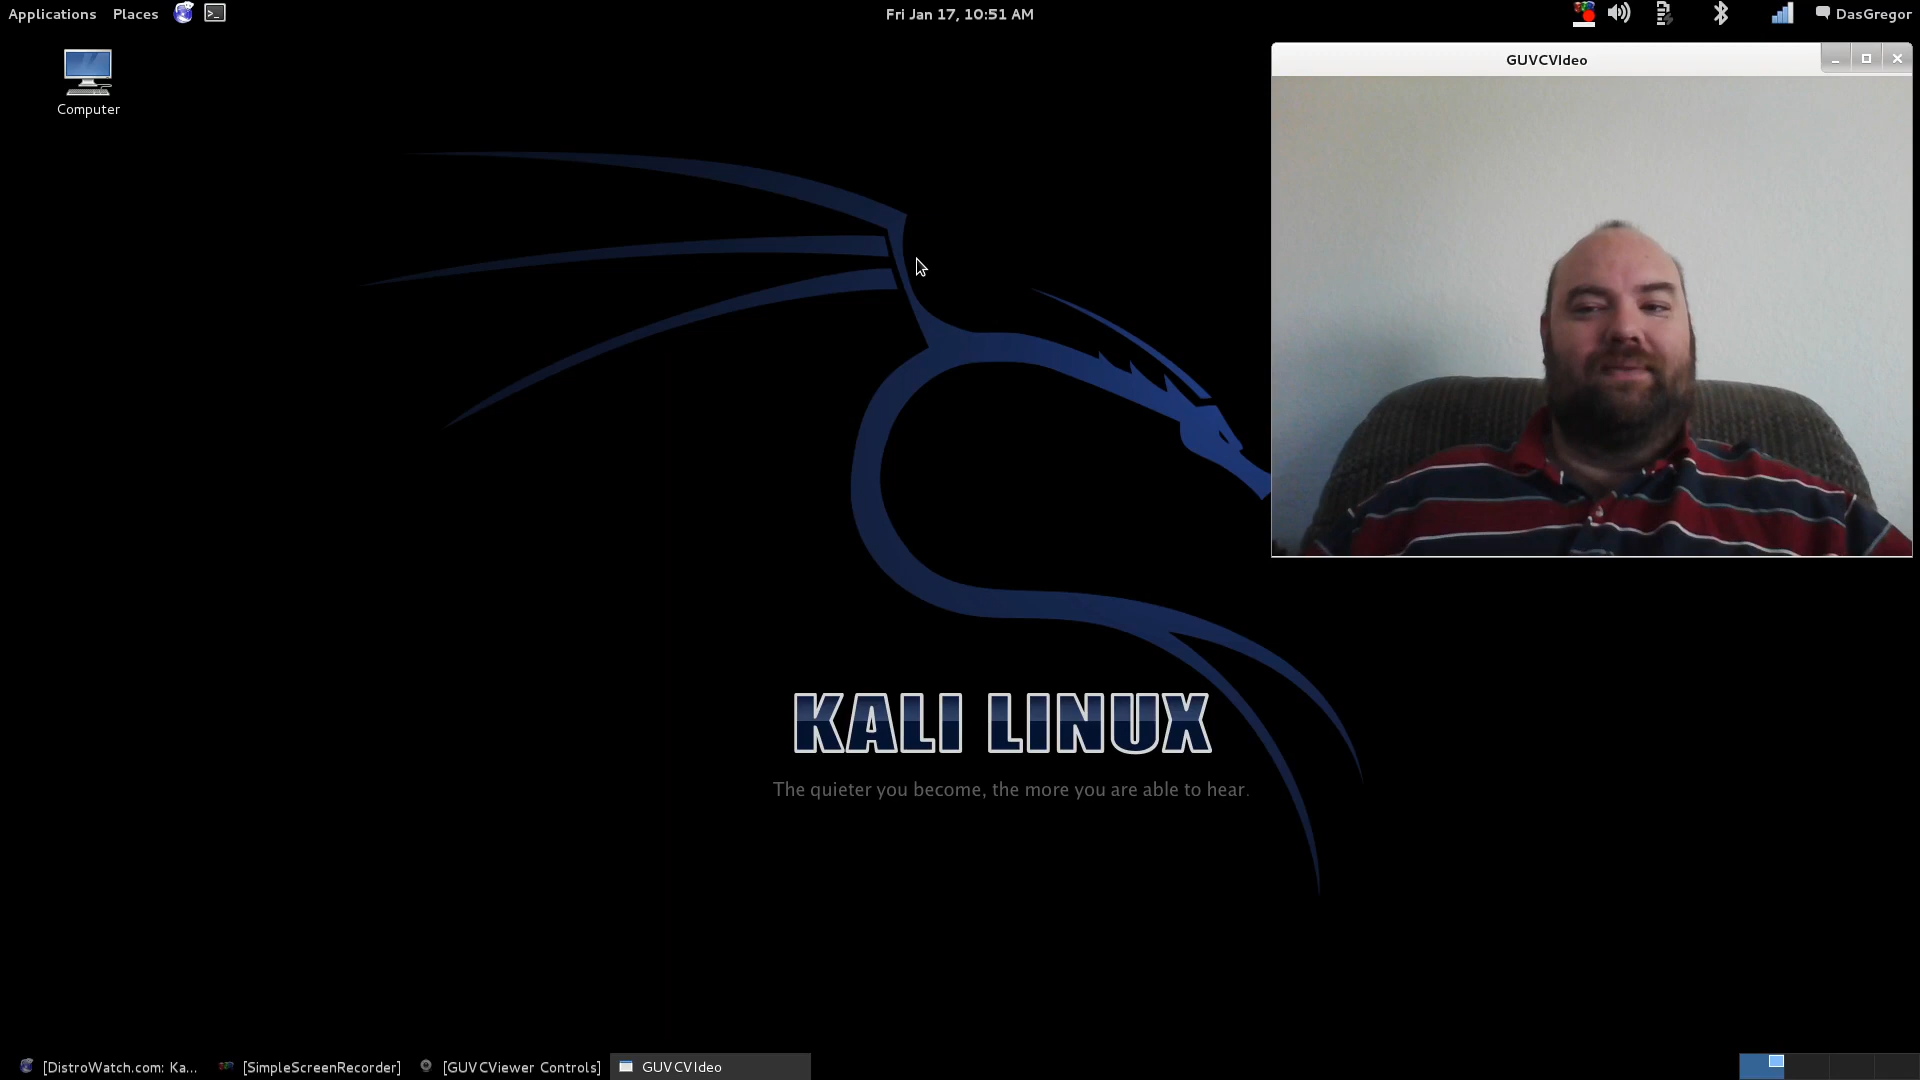 Applications Places
Fri Jan 17, 10:51 AM
DasGregor
Computer
GUVCVIdeo
KALI LINUX
The quieter you become, the more you are able to hear.
[DistroWatch.com: Ka...
[SimpleScreenRecorder]
[GUVCViewer Controls]
GUVCVIdeo